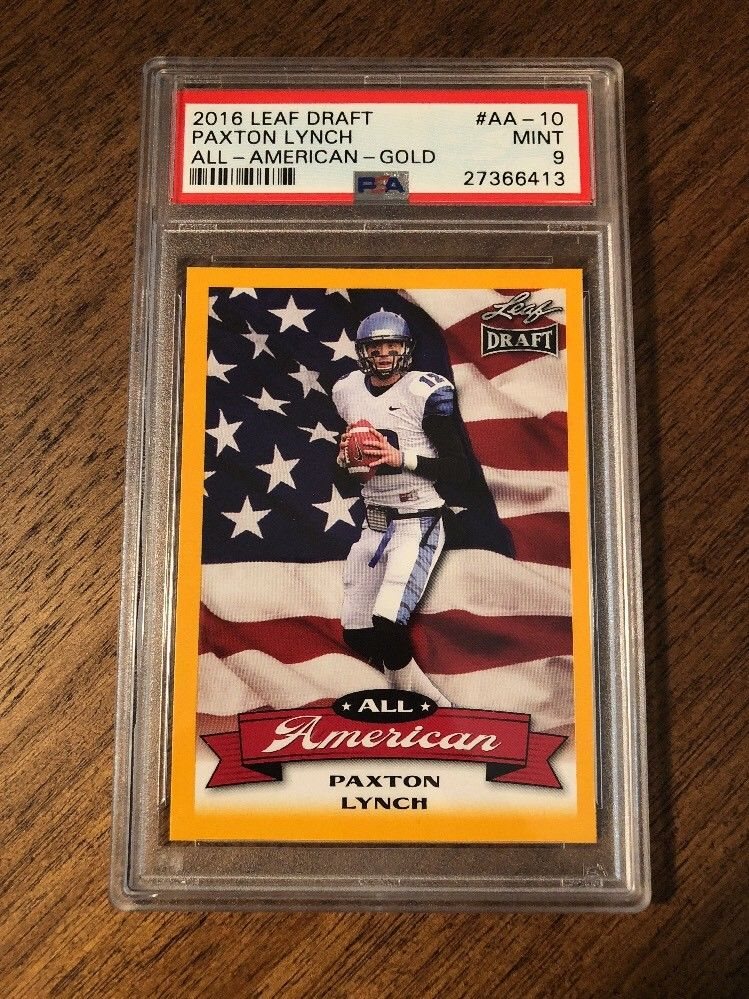 2016 LEAF DRAFT #AA-10
PAXTON LYNCH MINT
ALL-AMERICAN-GOLD 9
PSA 27366413
Leaf
DRAFT
12
★ ALL ★
American
PAXTON
LYNCH